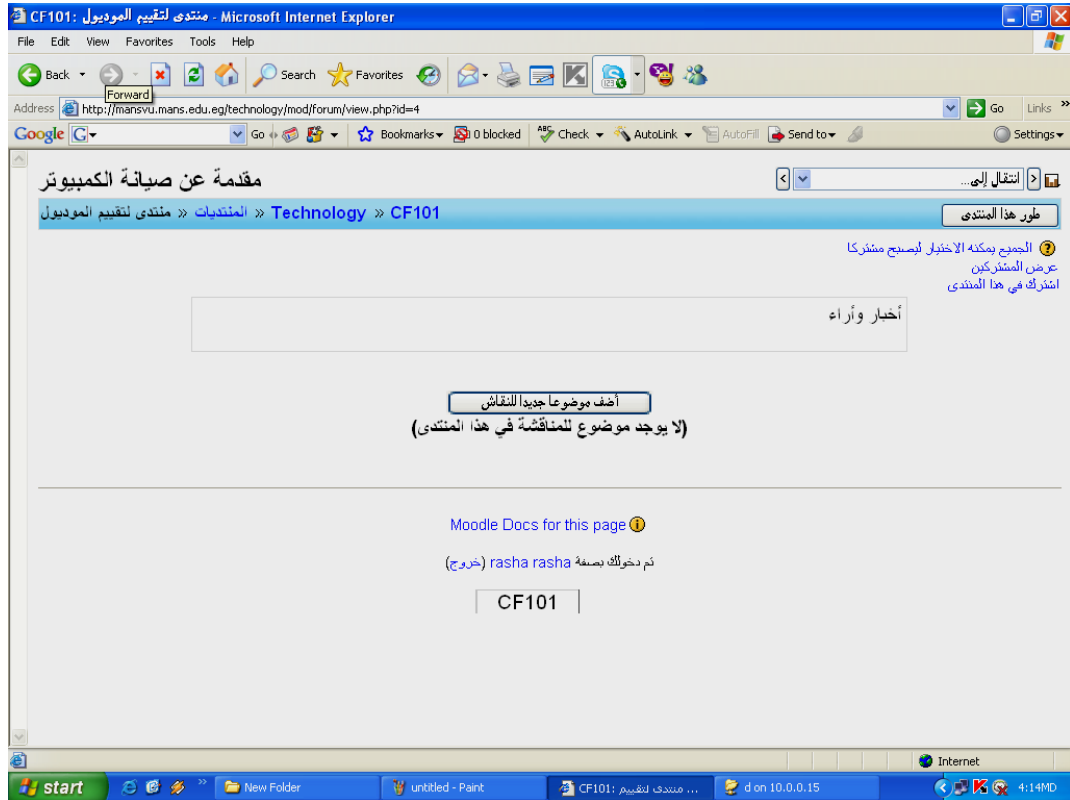 CF101: منتدى لتقييم الموديول - Microsoft Internet Explorer
File Edit View Favorites Tools Help
Back Search Favorites
Forward
Address http://mansvu.mans.edu.eg/technology/mod/forum/view.php?id=4 Go Links »
Google G Go Bookmarks 0 blocked ABC Check AutoLink AutoFill Send to Settings
مقدمة عن صيانة الكمبيوتر
انتقال إلى...
Technology » CF101 » المنتديات » منتدى لتقييم الموديول
طور هذا المنتدى
الجميع يمكنه الاختيار ليصبح مشتركا
عرض المشتركين
اشترك في هذا المنتدى
أخبار وأراء
أضف موضوعا جديدا للنقاش
(لا يوجد موضوع للمناقشة في هذا المنتدى)
Moodle Docs for this page
تم دخولك بصفة rasha rasha (خروج)
CF101
Internet
start » New Folder untitled - Paint CF101: منتدى لتقييم ... d on 10.0.0.15 4:14MD